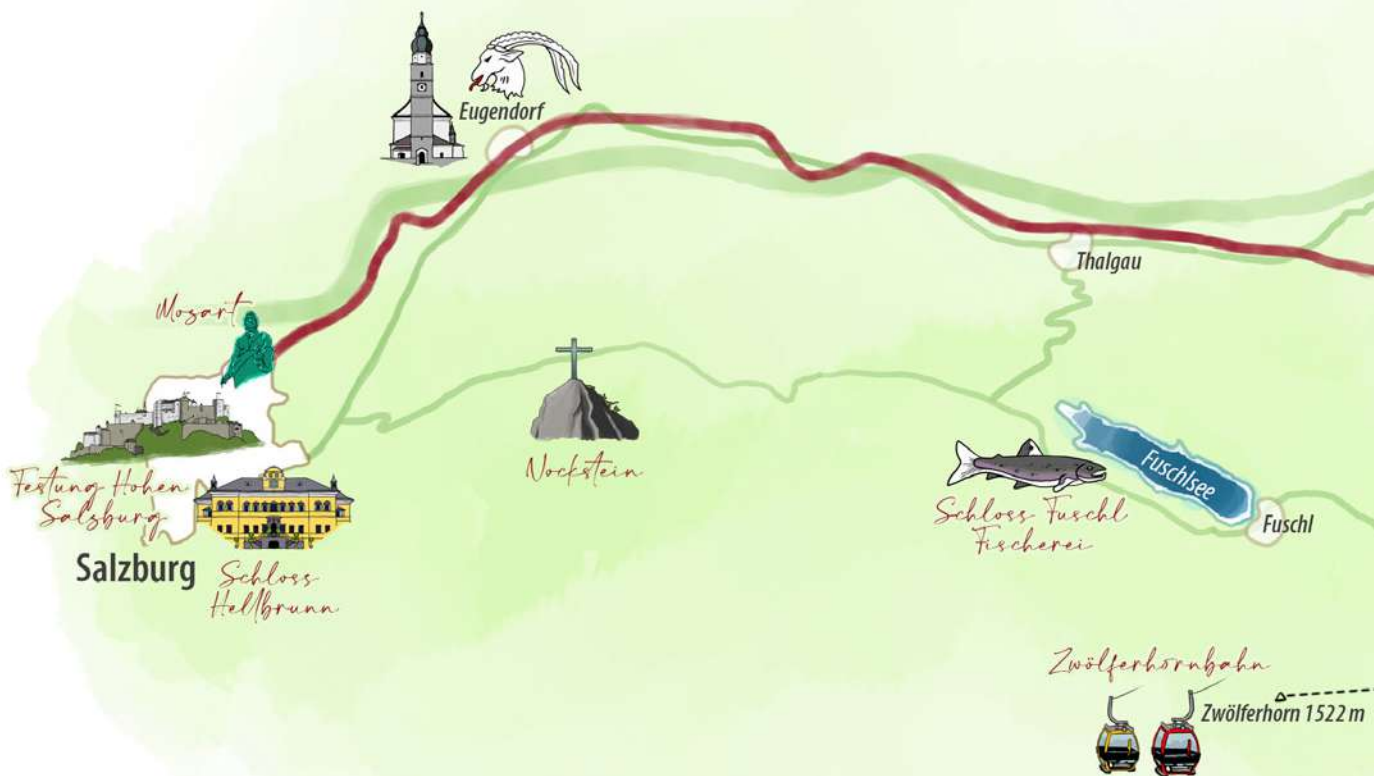 Eugendorf
Thalgau
Mozart
Festung Hohen
Salzburg
Salzburg
Schloss
Hellbrunn
Nockstein
Schloss Fuschl
Fischerei
Fuschlsee
Fuschl
Zwölferhornbahn
Zwölferhorn 1522 m